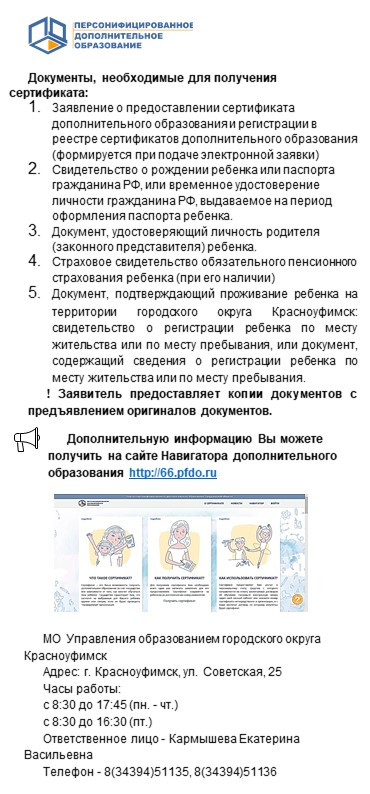 ПЕРСОНИФИЦИРОВАННОЕ
ДОПОЛНИТЕЛЬНОЕ
ОБРАЗОВАНИЕ
Документы, необходимые для получения
сертификата:
1. Заявление о предоставлении сертификата
дополнительного образования и регистрации в
реестре сертификатов дополнительного образования
(формируется при подаче электронной заявки)
2. Свидетельство о рождении ребенка или паспорта
гражданина РФ, или временное удостоверение
личности гражданина РФ, выдаваемое на период
оформления паспорта ребенка.
3. Документ, удостоверяющий личность родителя
(законного представителя) ребенка.
4. Страховое свидетельство обязательного пенсионного
страхования ребенка (при его наличии)
5. Документ, подтверждающий проживание ребенка на
территории городского округа Красноуфимск:
свидетельство о регистрации ребенка по месту
жительства или по месту пребывания, или документ,
содержащий сведения о регистрации ребенка по
месту жительства или по месту пребывания.
! Заявитель предоставляет копии документов с
предъявлением оригиналов документов.
Дополнительную информацию Вы можете
получить на сайте Навигатора дополнительного
образования http://66.pfdo.ru
ЧТО ТАКОЕ СЕРТИФИКАТ?
КАК ПОЛУЧИТЬ СЕРТИФИКАТ?
КАК ИСПОЛЬЗОВАТЬ СЕРТИФИКАТ?
МО Управления образованием городского округа
Красноуфимск
Адрес: г. Красноуфимск, ул. Советская, 25
Часы работы:
с 8:30 до 17:45 (пн. - чт.)
с 8:30 до 16:30 (пт.)
Ответственное лицо - Кармышева Екатерина
Васильевна
Телефон - 8(34394)51135, 8(34394)51136